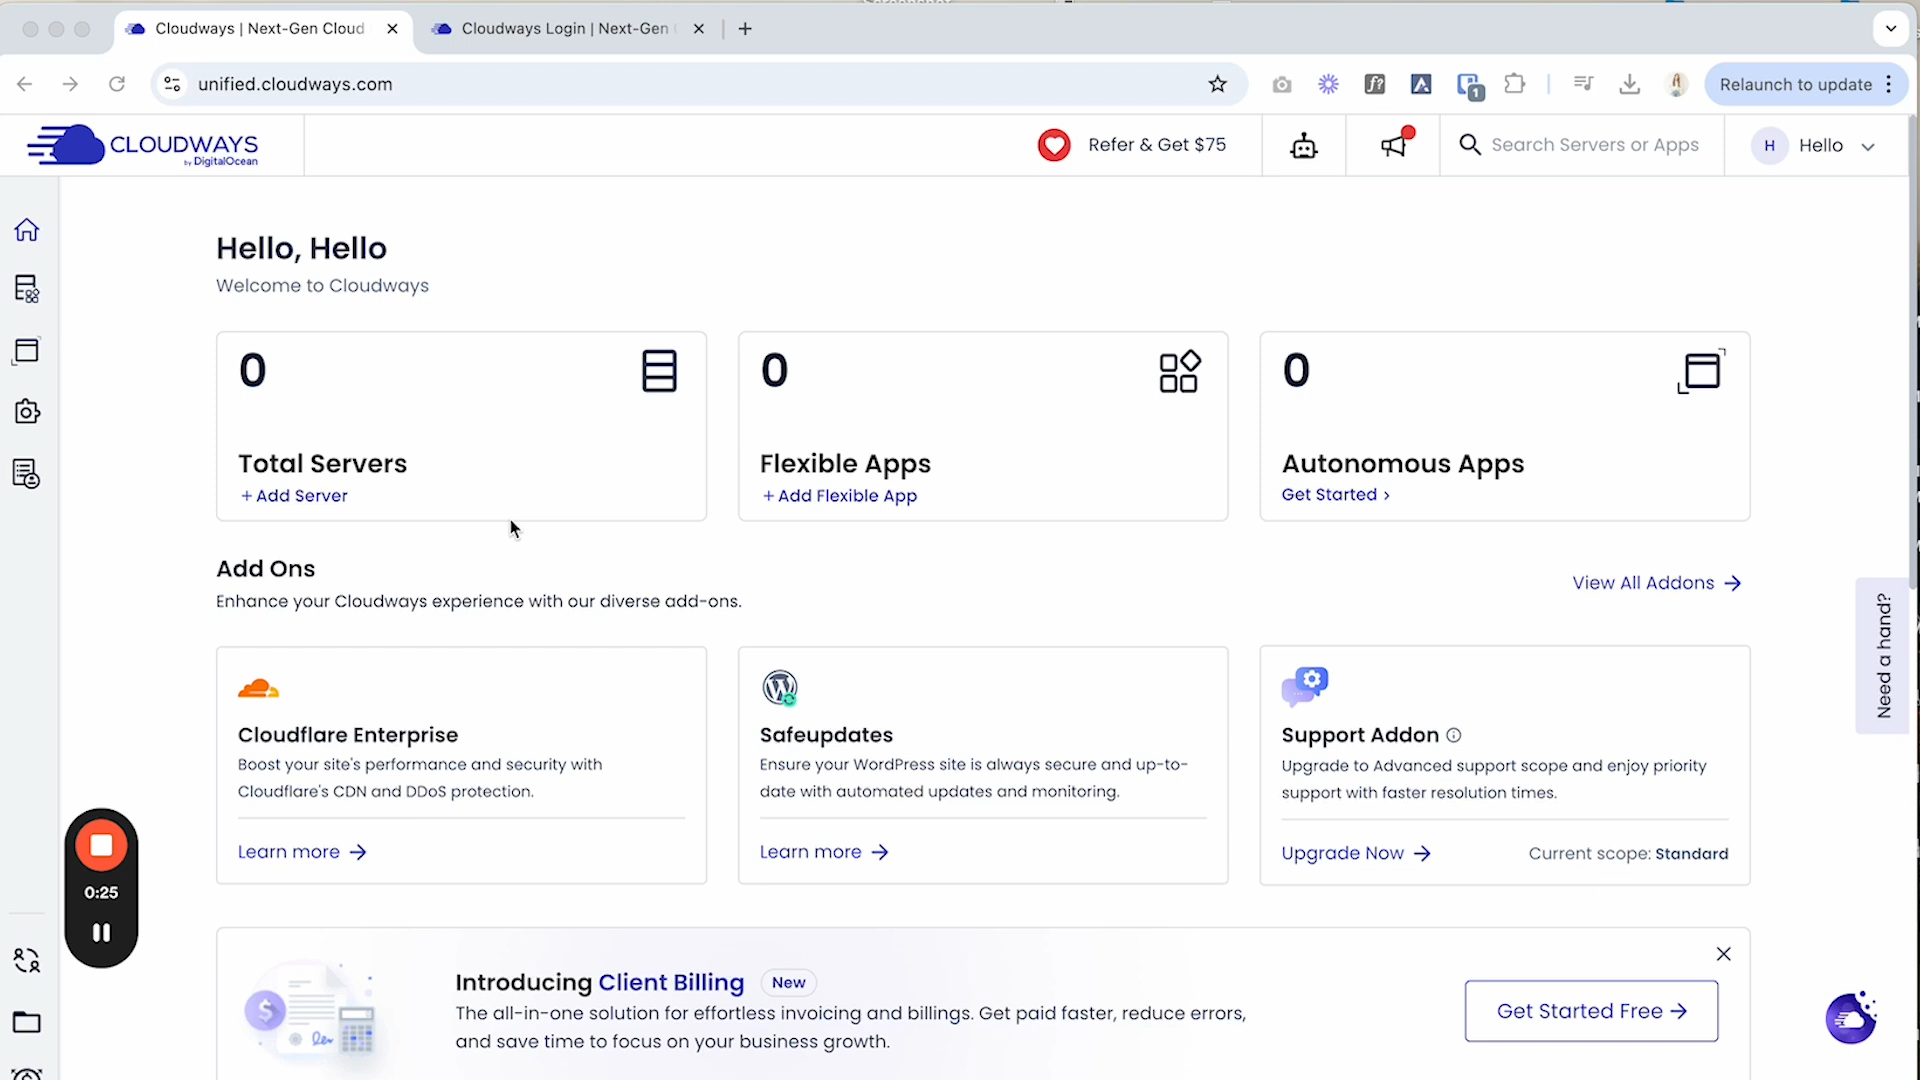 Cloudways | Next-Gen Cloud
Cloudways Login | Next-Gen
unified.cloudways.com
1
Relaunch to update
CLOUDWAYS
by DigitalOcean
Refer & Get $75
Search Servers or Apps
H
Hello
Hello, Hello
Welcome to Cloudways
0
Total Servers
+ Add Server
0
Flexible Apps
+ Add Flexible App
0
Autonomous Apps
Get Started ›
Add Ons
Enhance your Cloudways experience with our diverse add-ons.
View All Addons →
Need a hand?
Cloudflare Enterprise
Boost your site's performance and security with
Cloudflare's CDN and DDoS protection.
Learn more →
Safeupdates
Ensure your WordPress site is always secure and up-to-
date with automated updates and monitoring.
Learn more →
Support Addon
Upgrade to Advanced support scope and enjoy priority
support with faster resolution times.
Upgrade Now →
Current scope: Standard
0:25
Introducing Client Billing New
The all-in-one solution for effortless invoicing and billings. Get paid faster, reduce errors,
and save time to focus on your business growth.
Get Started Free →